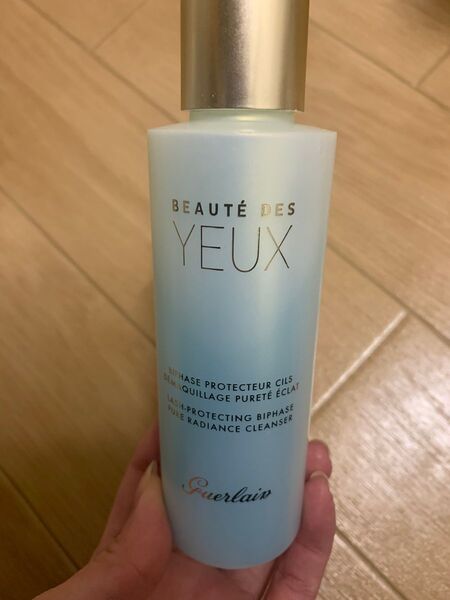 BEAUTÉ DES
YEUX
BIPHASE PROTECTEUR CILS
DÉMAQUILLAGE PURETÉ ÉCLAT
LASH-PROTECTING BIPHASE
PURE RADIANCE CLEANSER
Guerlain